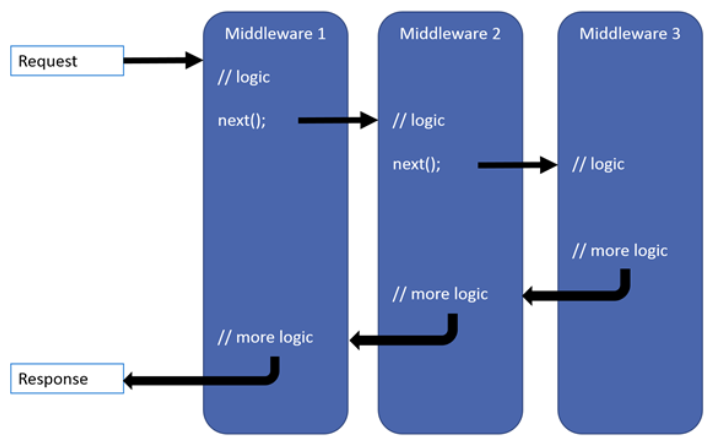 Middleware 1
Middleware 2
Middleware 3
Request
// logic
next();
// logic
next();
// logic
// more logic
// more logic
// more logic
Response